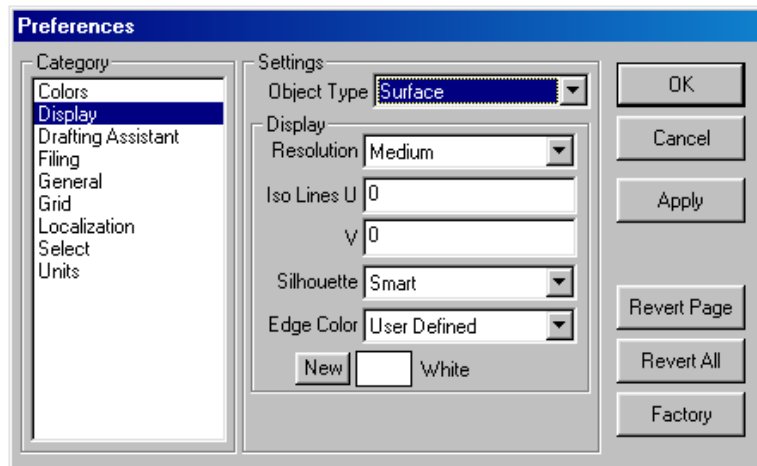 Preferences
Category
Colors
Display
Drafting Assistant
Filing
General
Grid
Localization
Select
Units
Settings
Object Type Surface
Display
Resolution Medium
Iso Lines U 0
V 0
Silhouette Smart
Edge Color User Defined
New White
OK
Cancel
Apply
Revert Page
Revert All
Factory